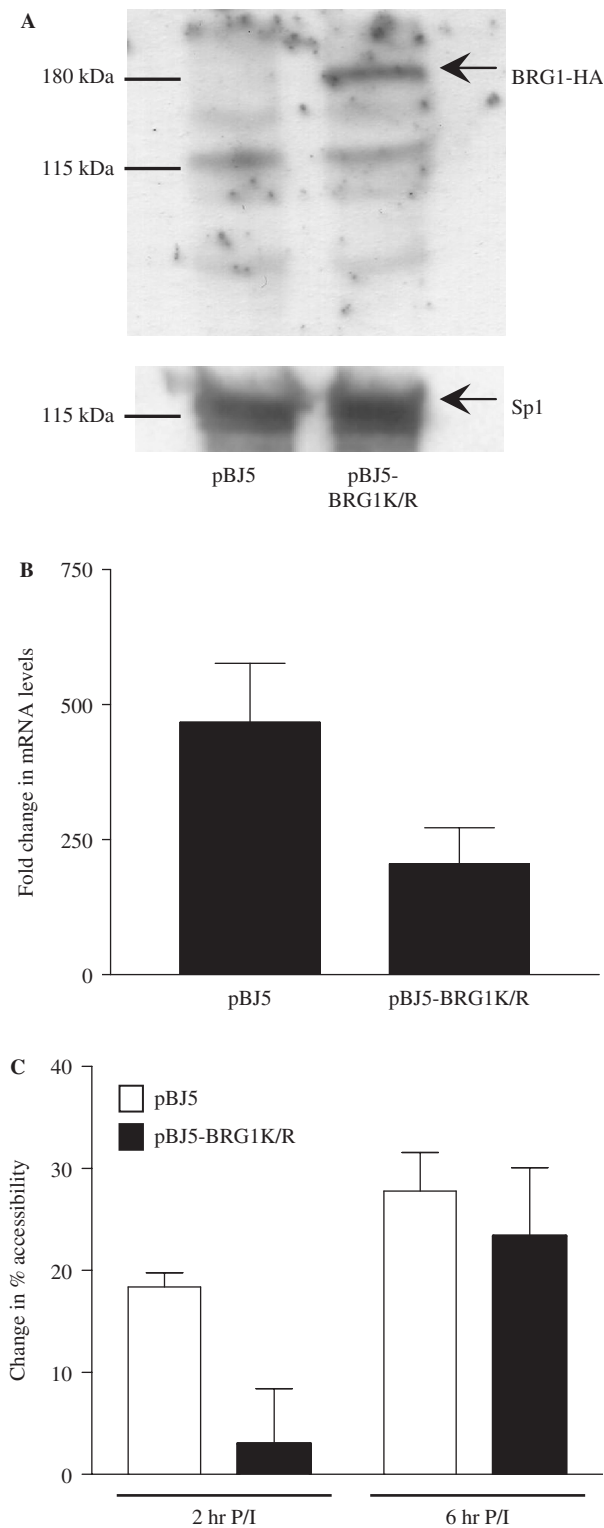 A
180 kDa
BRG1-HA
115 kDa
115 kDa
Sp1
pBJ5
pBJ5-
BRG1K/R
B
Fold change in mRNA levels
750
500
250
0
pBJ5
pBJ5-BRG1K/R
C
Change in % accessibility
40
30
20
10
0
pBJ5
pBJ5-BRG1K/R
2 hr P/I
6 hr P/I